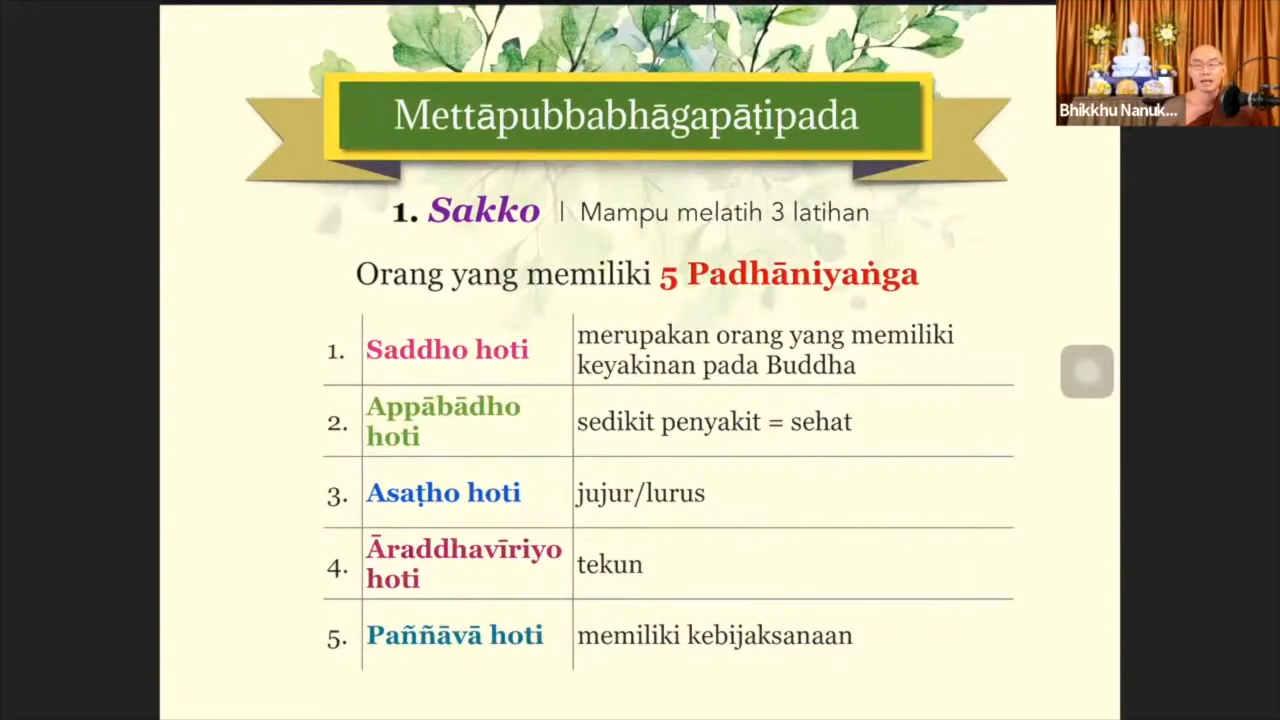 Mettāpubbabhāgapāṭipada
1. Sakko | Mampu melatih 3 latihan
Orang yang memiliki 5 Padhāniyaṅga
1. Saddho hoti merupakan orang yang memiliki
keyakinan pada Buddha
2. Appābādho
hoti sedikit penyakit = sehat
3. Asaṭho hoti jujur/lurus
4. Āraddhavīriyo
hoti tekun
5. Paññāvā hoti memiliki kebijaksanaan
Bhikkhu Nanuk...